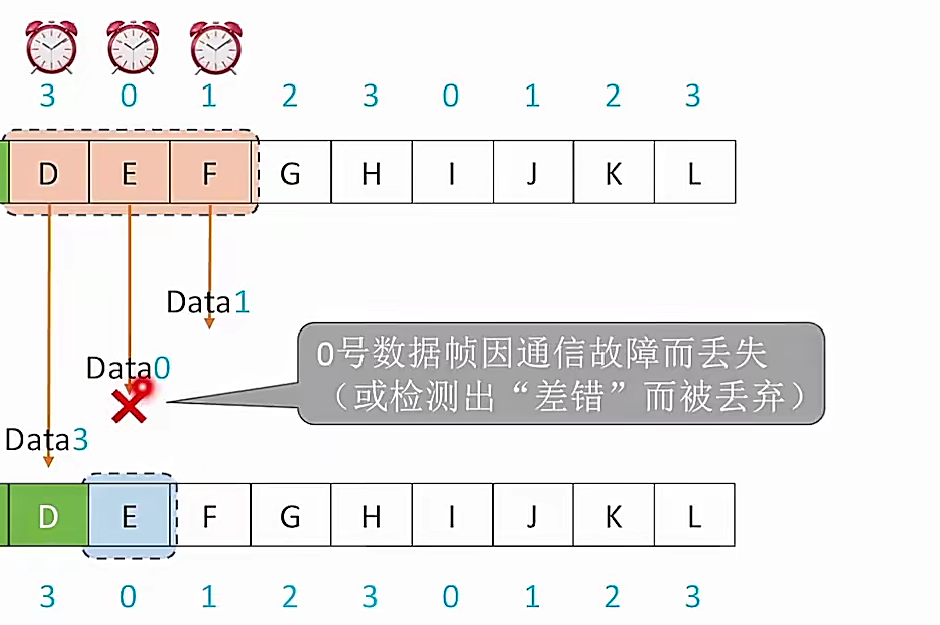 3 0 1 2 3 0 1 2 3
D E F G H I J K L
Data1
0号数据帧因通信故障而丢失
Data0
（或检测出“差错”而被丢弃）
Data3
D E F G H I J K L
3 0 1 2 3 0 1 2 3